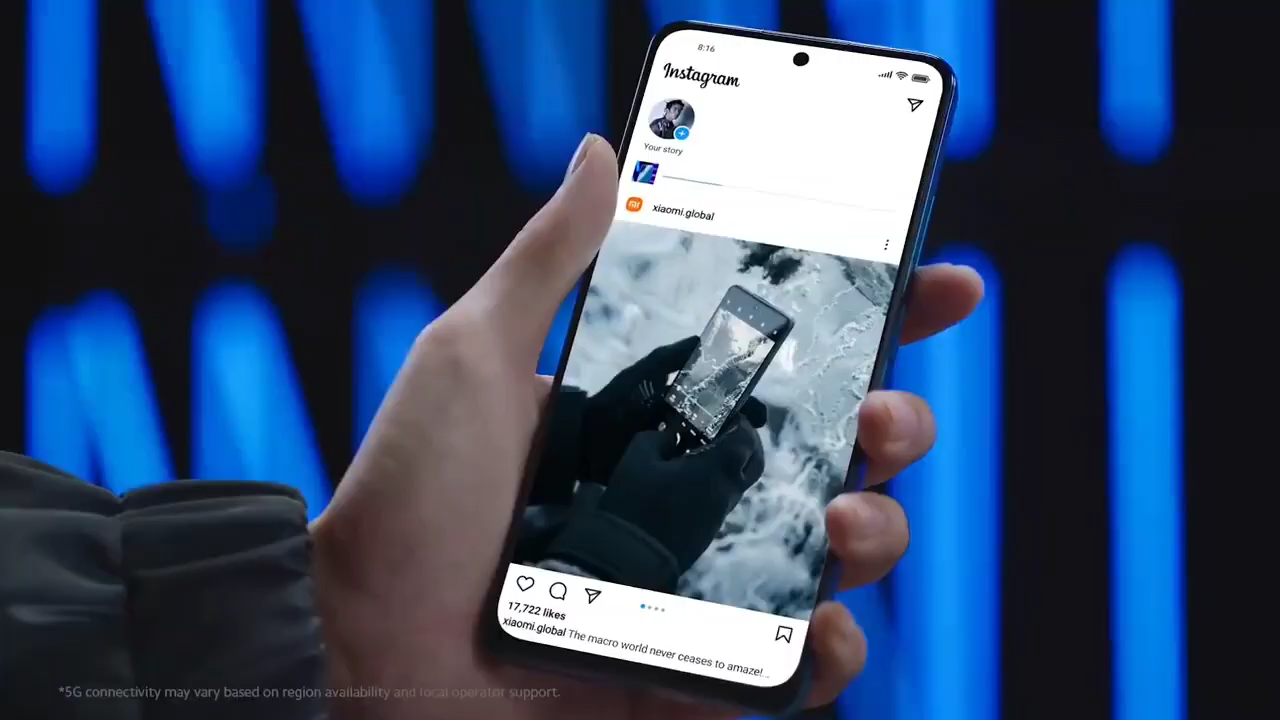 8:16
Instagram
Your story
xiaomi.global
17,722 likes
xiaomi.global The macro world never ceases to amaze!...
*5G connectivity may vary based on region availability and local operator support.